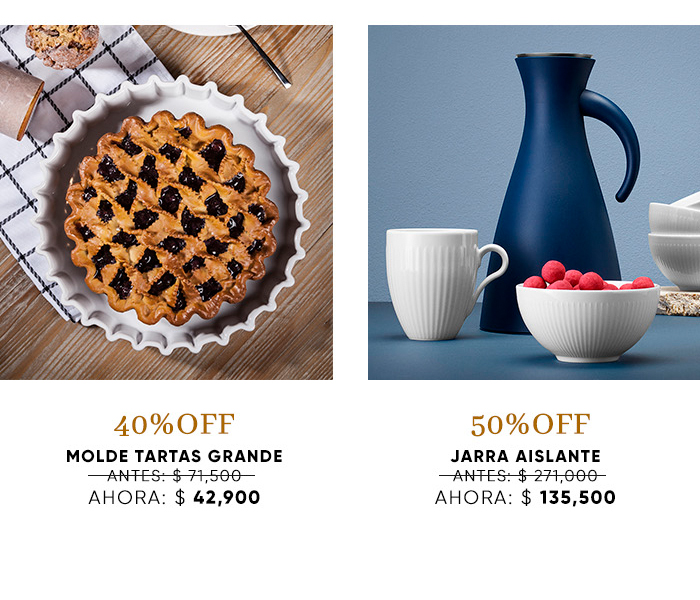 40%OFF
MOLDE TARTAS GRANDE
ANTES: $ 71,500
AHORA: $ 42,900
50%OFF
JARRA AISLANTE
ANTES: $ 271,000
AHORA: $ 135,500